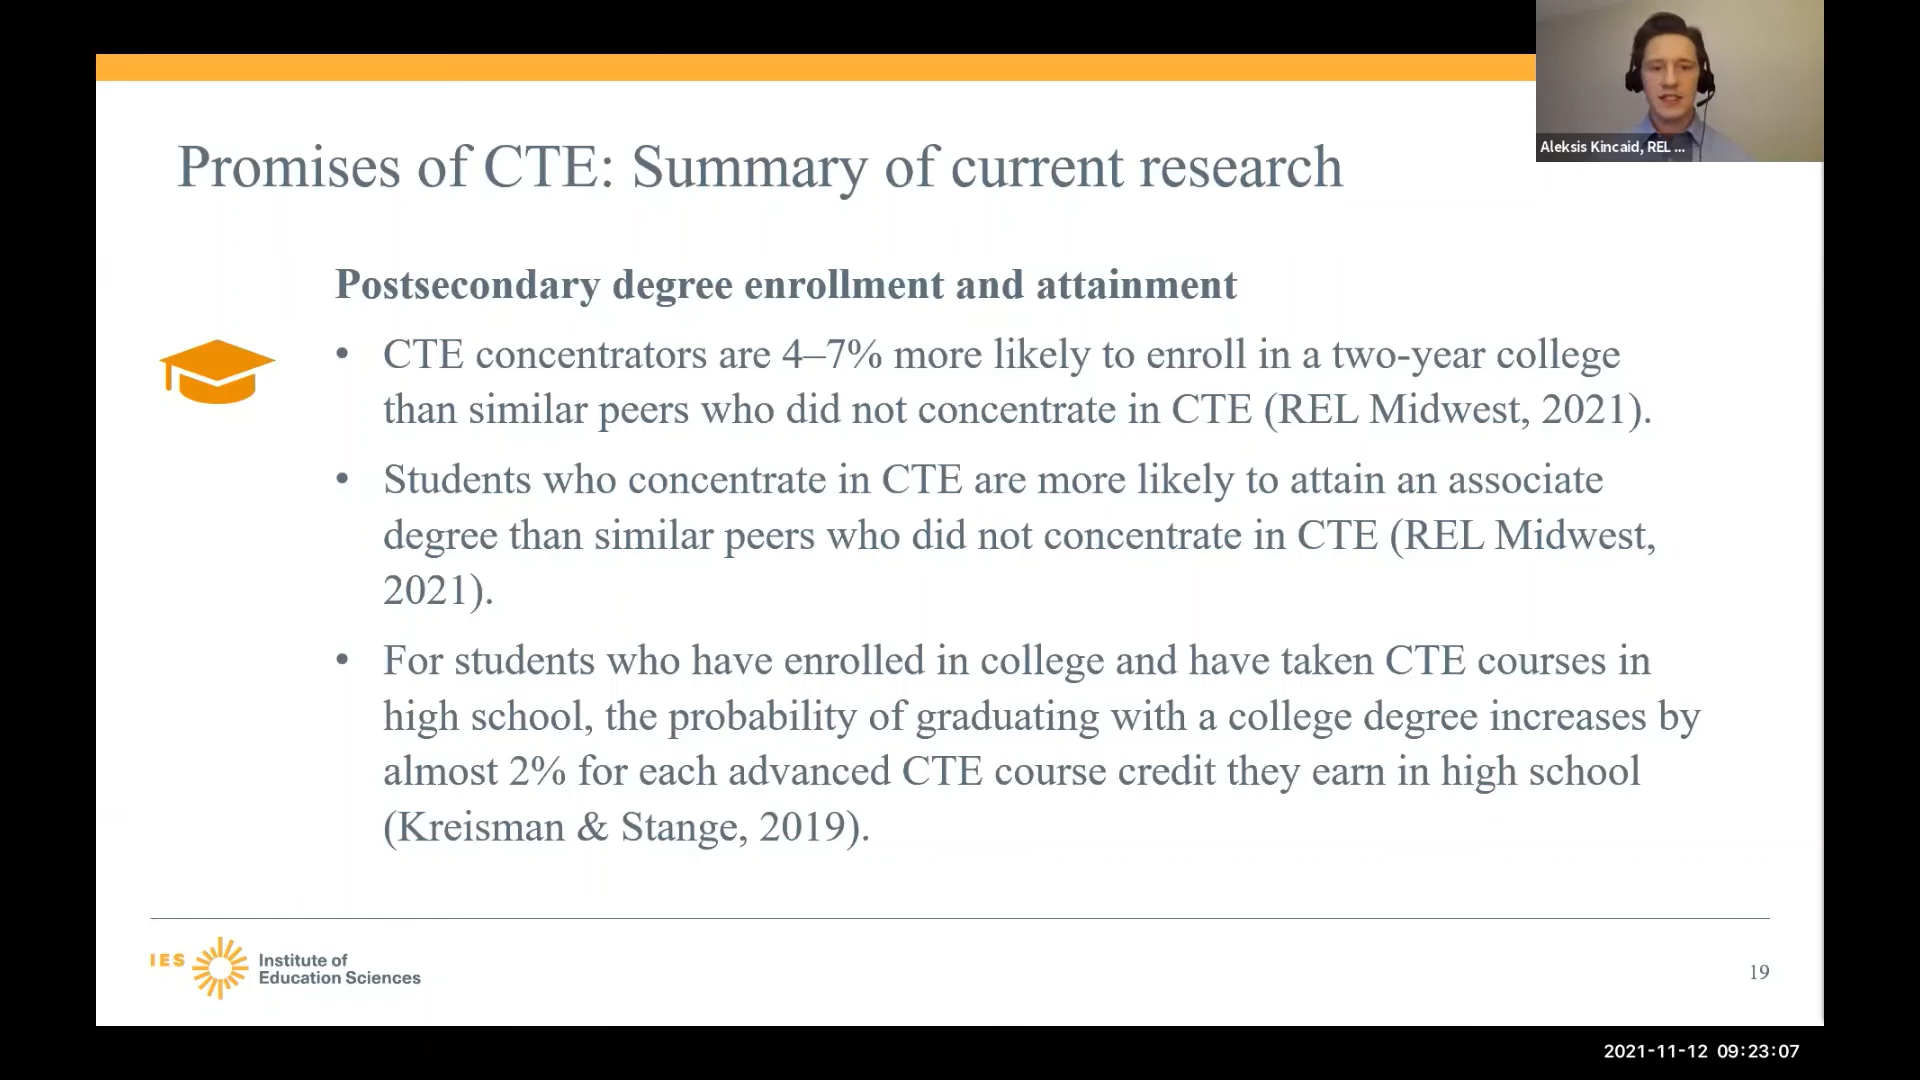 Aleksis Kincaid, REL ...
Promises of CTE: Summary of current research
Postsecondary degree enrollment and attainment
• CTE concentrators are 4–7% more likely to enroll in a two-year college
than similar peers who did not concentrate in CTE (REL Midwest, 2021).
• Students who concentrate in CTE are more likely to attain an associate
degree than similar peers who did not concentrate in CTE (REL Midwest,
2021).
• For students who have enrolled in college and have taken CTE courses in
high school, the probability of graduating with a college degree increases by
almost 2% for each advanced CTE course credit they earn in high school
(Kreisman & Stange, 2019).
IES Institute of
Education Sciences
19
2021-11-12 09:23:07